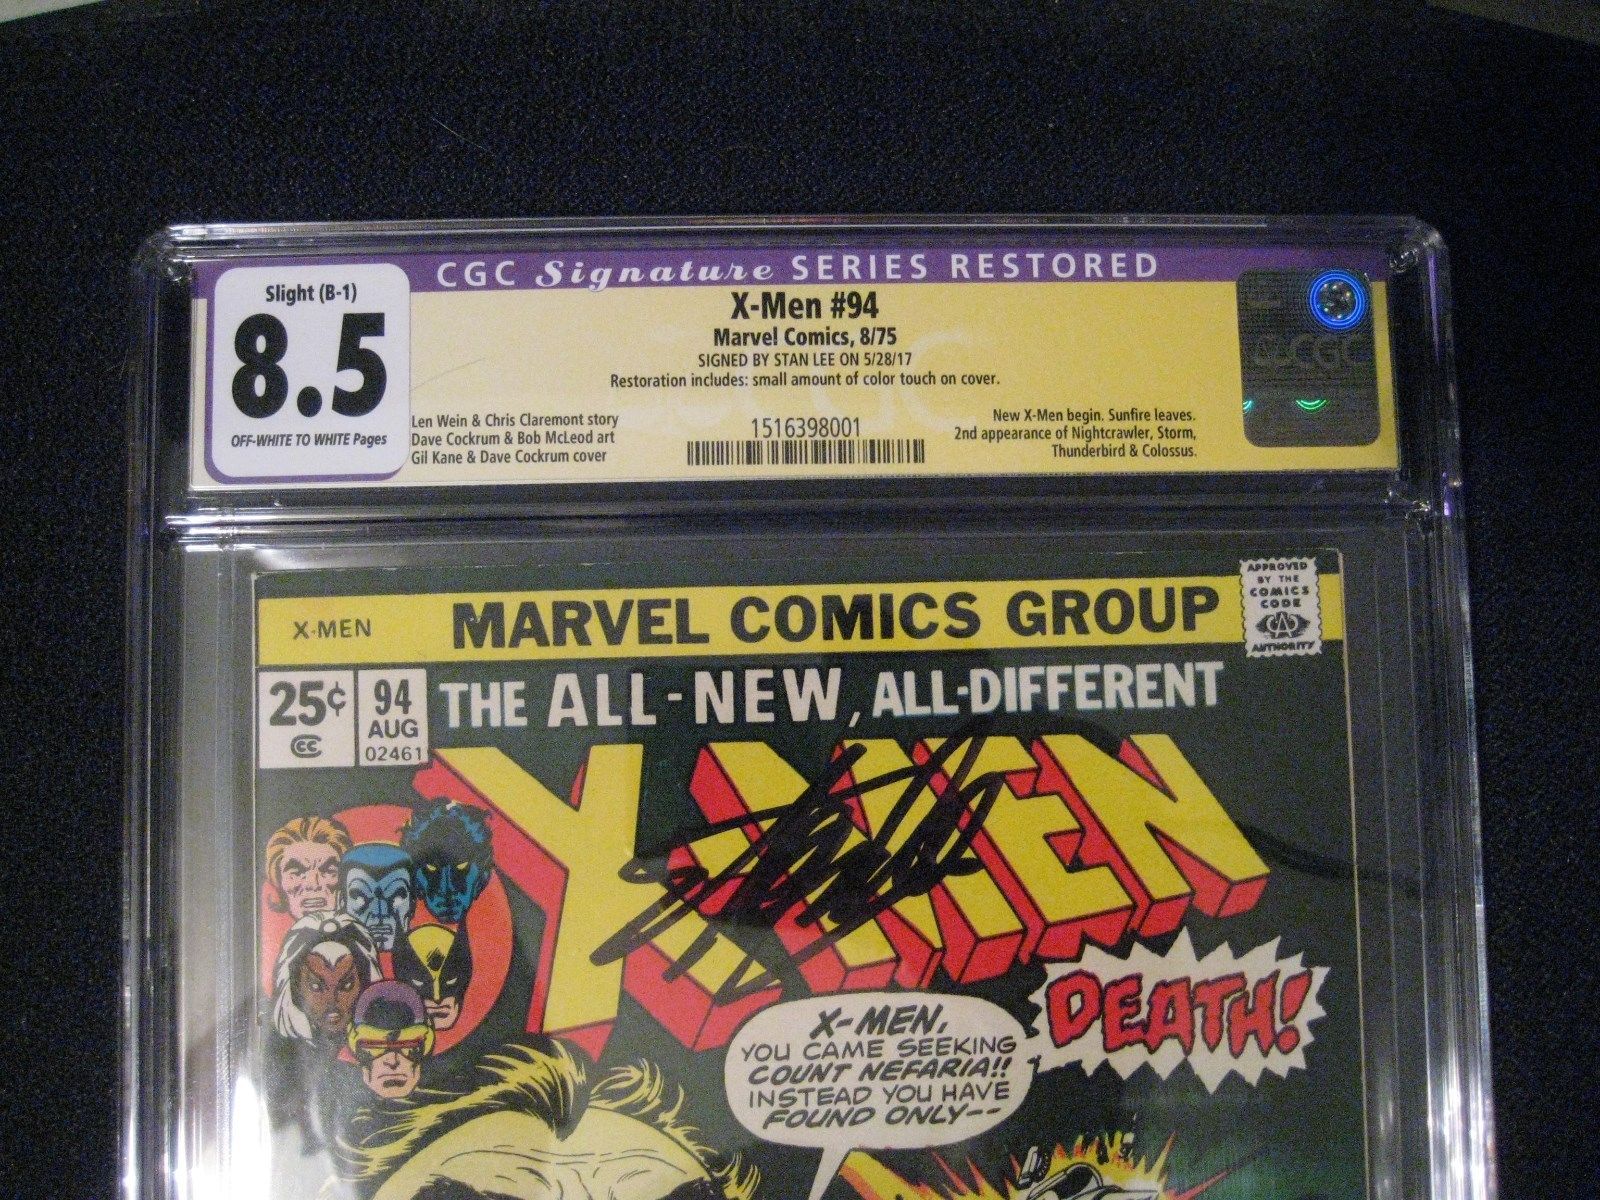 CGC Signature SERIES RESTORED
Slight (B-1)
8.5
OFF-WHITE TO WHITE Pages
X-Men #94
Marvel Comics, 8/75
SIGNED BY STAN LEE ON 5/28/17
Restoration includes: small amount of color touch on cover.
Len Wein & Chris Claremont story
Dave Cockrum & Bob McLeod art
Gil Kane & Dave Cockrum cover
1516398001
New X-Men begin. Sunfire leaves.
2nd appearance of Nightcrawler, Storm,
Thunderbird & Colossus.
CGC
X-MEN
MARVEL COMICS GROUP
APPROVED
BY THE
COMICS
CODE
AUTHORITY
25¢
CC
94
AUG
02461
THE ALL-NEW, ALL-DIFFERENT
X-MEN
Stan Lee
DEATH!
X-MEN,
YOU CAME SEEKING
COUNT NEFARIA!!
INSTEAD YOU HAVE
FOUND ONLY--